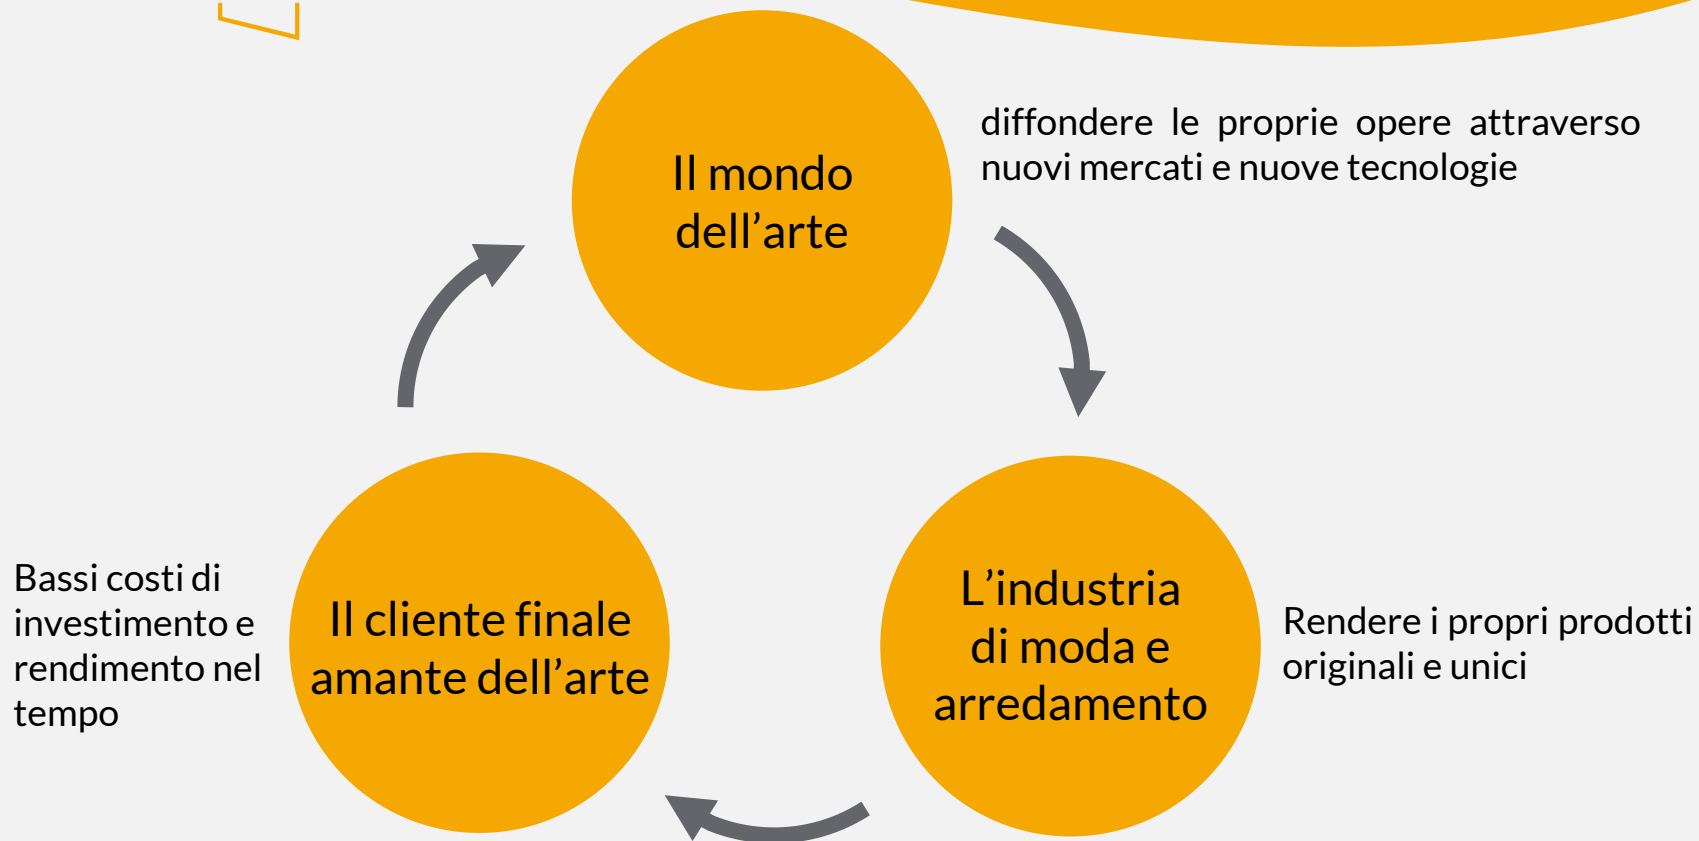 Il mondo
dell’arte
diffondere le proprie opere attraverso
nuovi mercati e nuove tecnologie
Bassi costi di
investimento e
rendimento nel
tempo
Il cliente finale
amante dell’arte
L’industria
di moda e
arredamento
Rendere i propri prodotti
originali e unici